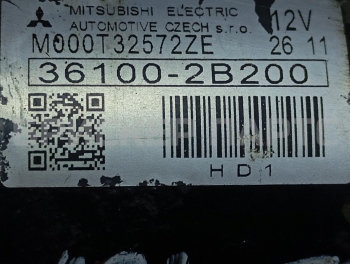 MITSUBISHI ELECTRIC
AUTOMOTIVE CZECH s.r.o. 12V
M000T32572ZE 26 11
36100-2B200
HD1